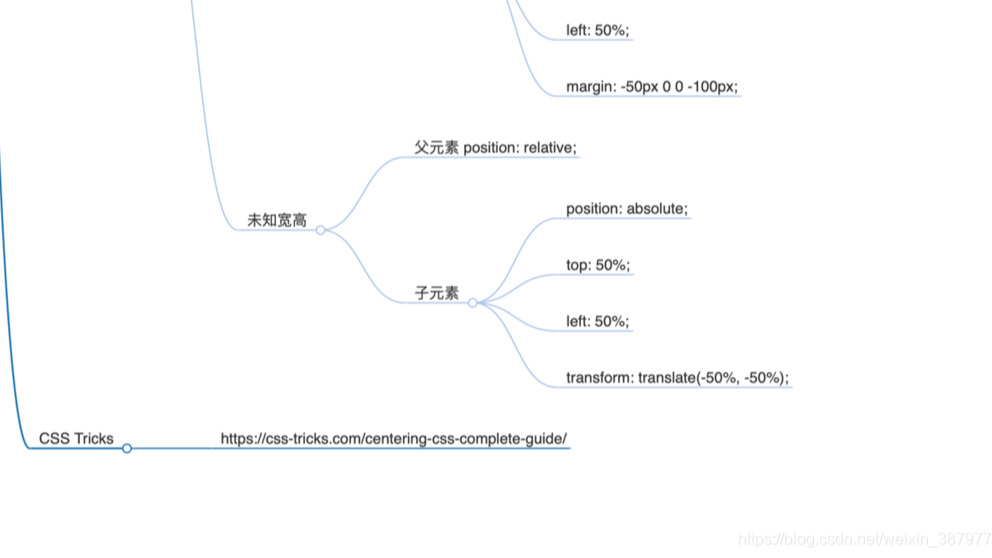 left: 50%;
margin: -50px 0 0 -100px;
父元素 position: relative;
未知宽高
position: absolute;
top: 50%;
子元素
left: 50%;
transform: translate(-50%, -50%);
CSS Tricks
https://css-tricks.com/centering-css-complete-guide/
https://blog.csdn.net/weixin_387977